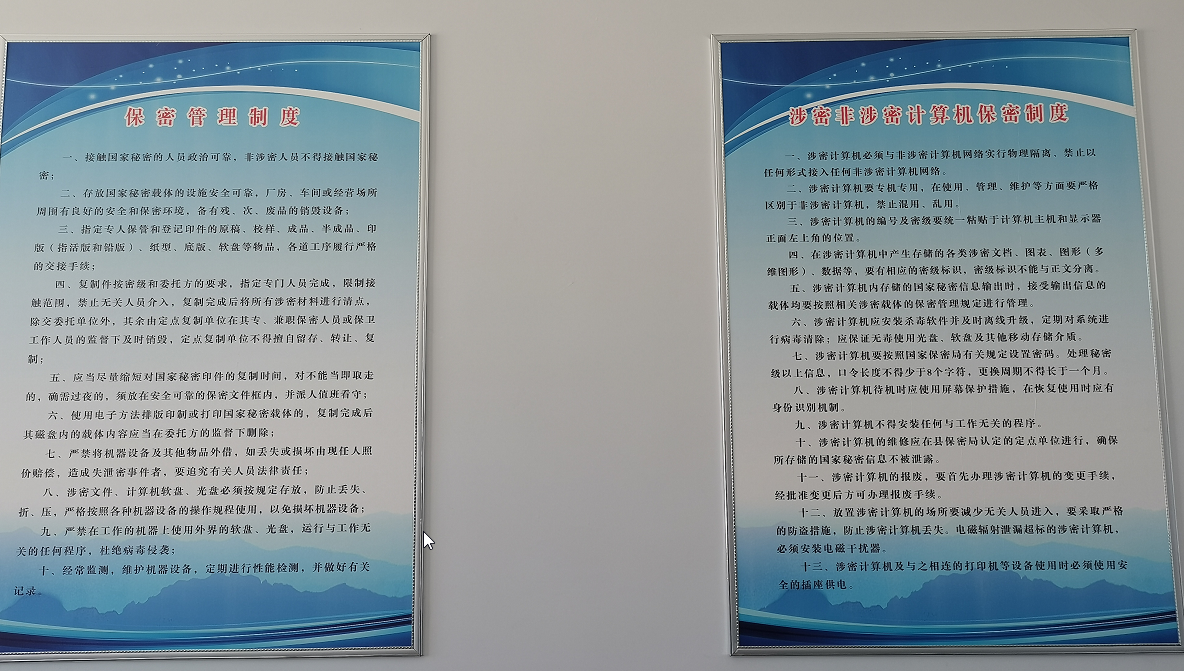 保密管理制度
一、接触国家秘密的人员政治可靠，非涉密人员不得接触国家秘
密；
二、存放国家秘密载体的设施安全可靠，厂房、车间或经营场所
周围有良好的安全和保密环境，备有残、次、废品的销毁设备；
三、指定专人保管和登记印件的原稿、校样、成品、半成品、印
版（指活版和铅版）、纸型、底版、软盘等物品，各道工序履行严格
的交接手续；
四、复制件按密级和委托方的要求，指定专门人员完成，限制接
触范围，禁止无关人员介入，复制完成后将所有涉密材料进行清点，
除交委托单位外，其余由定点复制单位在其专、兼职保密人员或保卫
工作人员的监督下及时销毁，定点复制单位不得擅自留存、转让、复
制；
五、应当尽量缩短对国家秘密印件的复制时间，对不能当即取走
的，确需过夜的，须放在安全可靠的保密文件框内，并派人值班看守；
六、使用电子方法排版印制或打印国家秘密载体的，复制完成后
其磁盘内的载体内容应当在委托方的监督下删除；
七、严禁将机器设备及其他物品外借，如丢失或损坏由现任人照
价赔偿，造成失泄密事件者，要追究有关人员法律责任；
八、涉密文件、计算机软盘、光盘必须按规定存放，防止丢失、
折、压，严格按照各种机器设备的操作规程使用，以免损坏机器设备；
九、严禁在工作的机器上使用外界的软盘、光盘，运行与工作无
关的任何程序，杜绝病毒侵袭；
十、经常监测，维护机器设备，定期进行性能检测，并做好有关
记录。
涉密非涉密计算机保密制度
一、涉密计算机必须与非涉密计算机网络实行物理隔离、禁止以
任何形式接入任何非涉密计算机网络。
二、涉密计算机要专机专用，在使用、管理、维护等方面要严格
区别于非涉密计算机，禁止混用、乱用。
三、涉密计算机的编号及密级要统一粘贴于计算机主机和显示器
正面左上角的位置。
四、在涉密计算机中产生存储的各类涉密文档、图表、图形（多
维图形）、数据等，要有相应的密级标识，密级标识不能与正文分离。
五、涉密计算机内存储的国家秘密信息输出时，接受输出信息的
载体均要按照相关涉密载体的保密管理规定进行管理。
六、涉密计算机应安装杀毒软件并及时离线升级，定期对系统进
行病毒清除；应保证无毒使用光盘、软盘及其他移动存储介质。
七、涉密计算机要按照国家保密局有关规定设置密码。处理秘密
级以上信息，口令长度不得少于8个字符，更换周期不得长于一个月。
八、涉密计算机待机时应使用屏幕保护措施，在恢复使用时应有
身份识别机制。
九、涉密计算机不得安装任何与工作无关的程序。
十、涉密计算机的维修应在县保密局认定的定点单位进行，确保
所存储的国家秘密信息不被泄露。
十一、涉密计算机的报废，要首先办理涉密计算机的变更手续，
经批准变更后方可办理报废手续。
十二、放置涉密计算机的场所要减少无关人员进入，要采取严格
的防盗措施，防止涉密计算机丢失。电磁辐射泄漏超标的涉密计算机，
必须安装电磁干扰器。
十三、涉密计算机及与之相连的打印机等设备使用时必须使用安
全的插座供电。